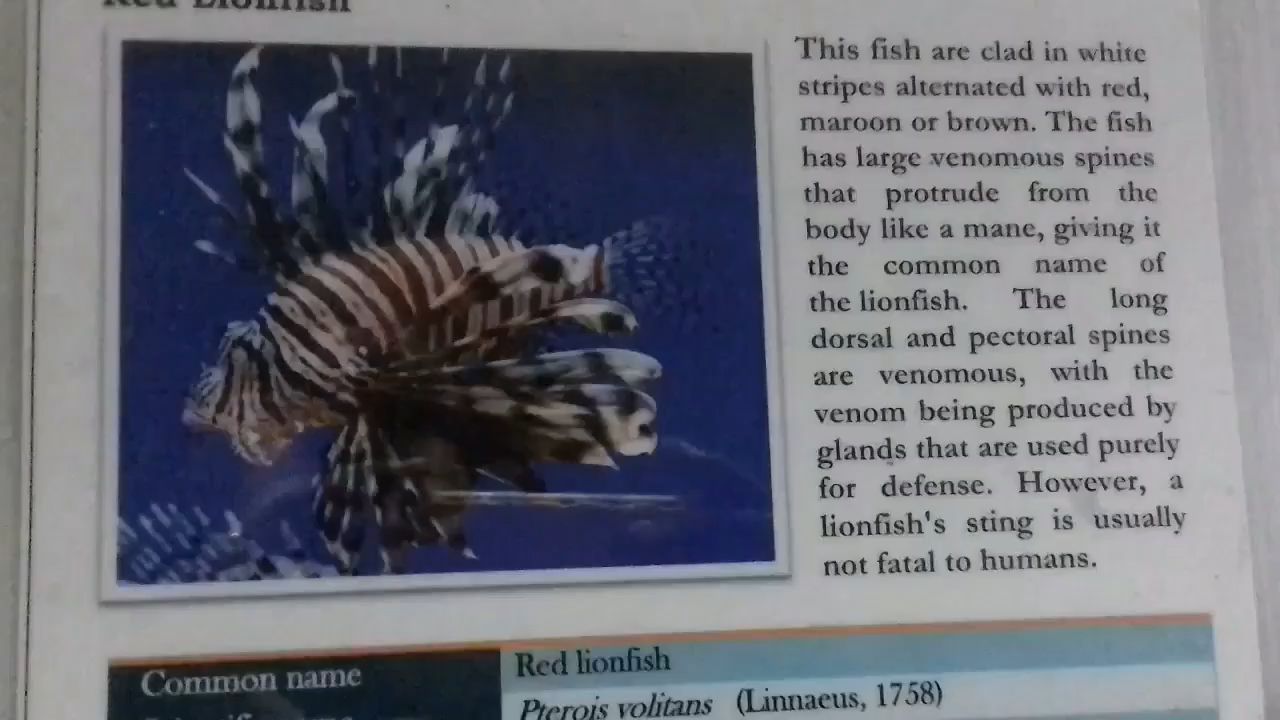 Red Lionfish
This fish are clad in white
stripes alternated with red,
maroon or brown. The fish
has large venomous spines
that protrude from the
body like a mane, giving it
the common name of
the lionfish. The long
dorsal and pectoral spines
are venomous, with the
venom being produced by
glands that are used purely
for defense. However, a
lionfish's sting is usually
not fatal to humans.
Common name Red lionfish
Pterois volitans (Linnaeus, 1758)